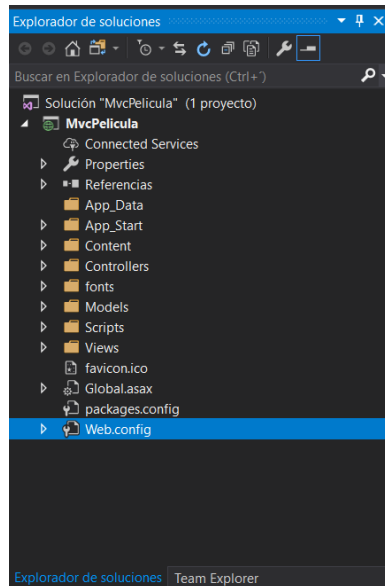 Explorador de soluciones
Buscar en Explorador de soluciones (Ctrl+´)
Solución "MvcPelicula" (1 proyecto)
MvcPelicula
Connected Services
Properties
Referencias
App_Data
App_Start
Content
Controllers
fonts
Models
Scripts
Views
favicon.ico
Global.asax
packages.config
Web.config
Explorador de soluciones Team Explorer